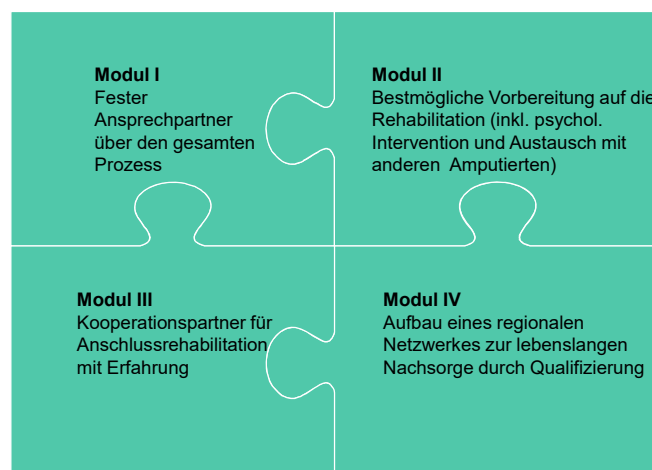 Modul I
Fester
Ansprechpartner
über den gesamten
Prozess
Modul II
Bestmögliche Vorbereitung auf die
Rehabilitation (inkl. psychol.
Intervention und Austausch mit
anderen Amputierten)
Modul III
Kooperationspartner für
Anschlussrehabilitation
mit Erfahrung
Modul IV
Aufbau eines regionalen
Netzwerkes zur lebenslangen
Nachsorge durch Qualifizierung